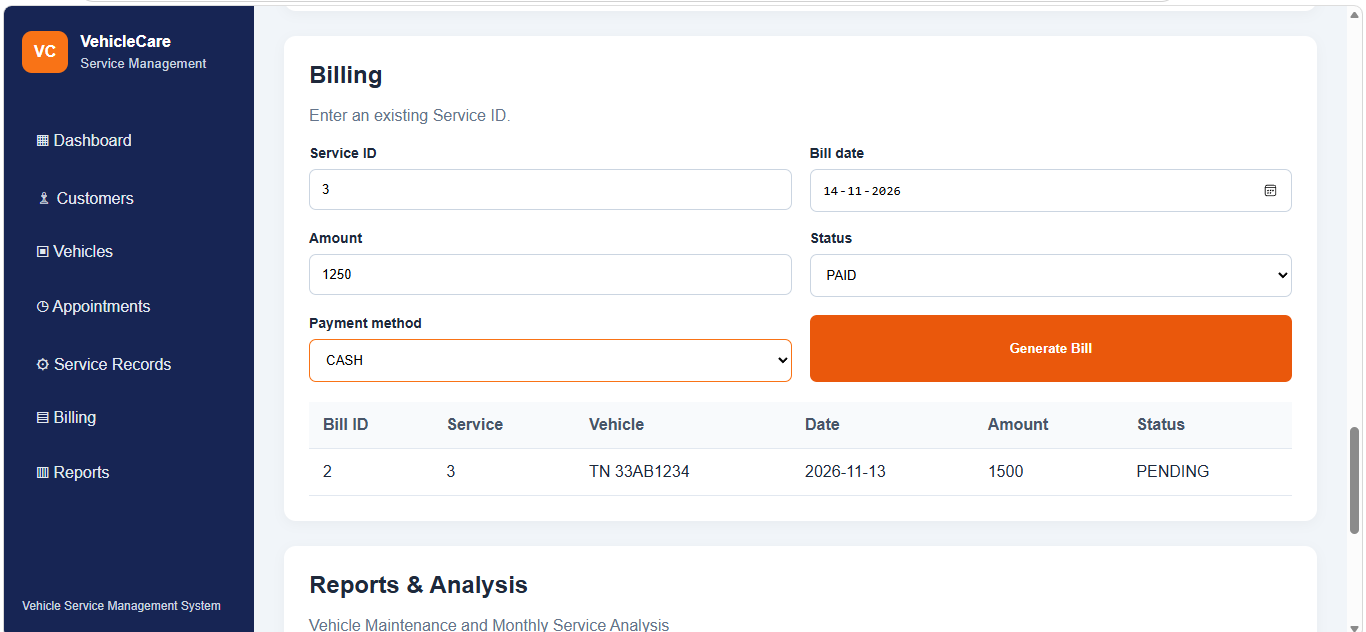 VC
VehicleCare
Service Management
Dashboard
Customers
Vehicles
Appointments
Service Records
Billing
Reports
Vehicle Service Management System
Billing
Enter an existing Service ID.
Service ID Bill date
3 14-11-2026
Amount Status
1250 PAID
Payment method
CASH Generate Bill
Bill ID Service Vehicle Date Amount Status
2 3 TN 33AB1234 2026-11-13 1500 PENDING
Reports & Analysis
Vehicle Maintenance and Monthly Service Analysis